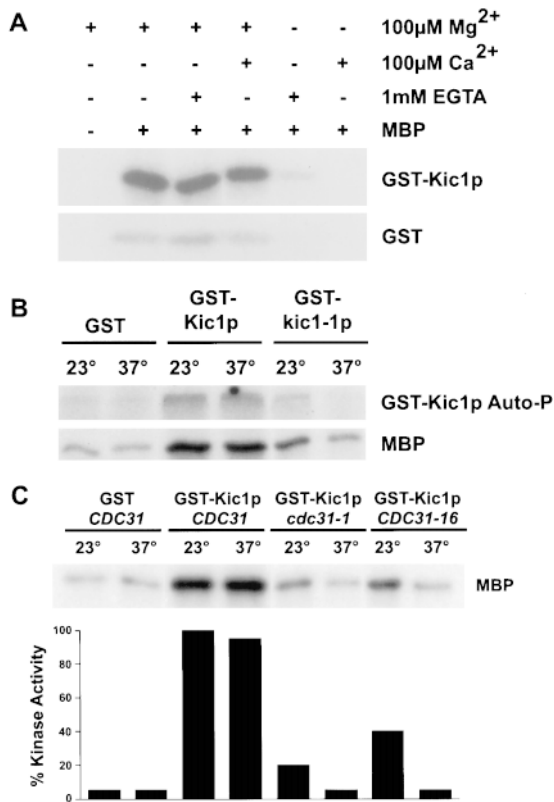 A
+ + + + - - 100µM Mg2+
- - - + - + 100µM Ca2+
- - + - + - 1mM EGTA
- + + + + + MBP
GST-Kic1p
GST
B
GST GST-Kic1p GST-kic1-1p
23° 37° 23° 37° 23° 37°
GST-Kic1p Auto-P
MBP
C
GST GST-Kic1p GST-Kic1p GST-Kic1p
CDC31 CDC31 cdc31-1 CDC31-16
23° 37° 23° 37° 23° 37° 23° 37°
MBP
% Kinase Activity
100
80
60
40
20
0